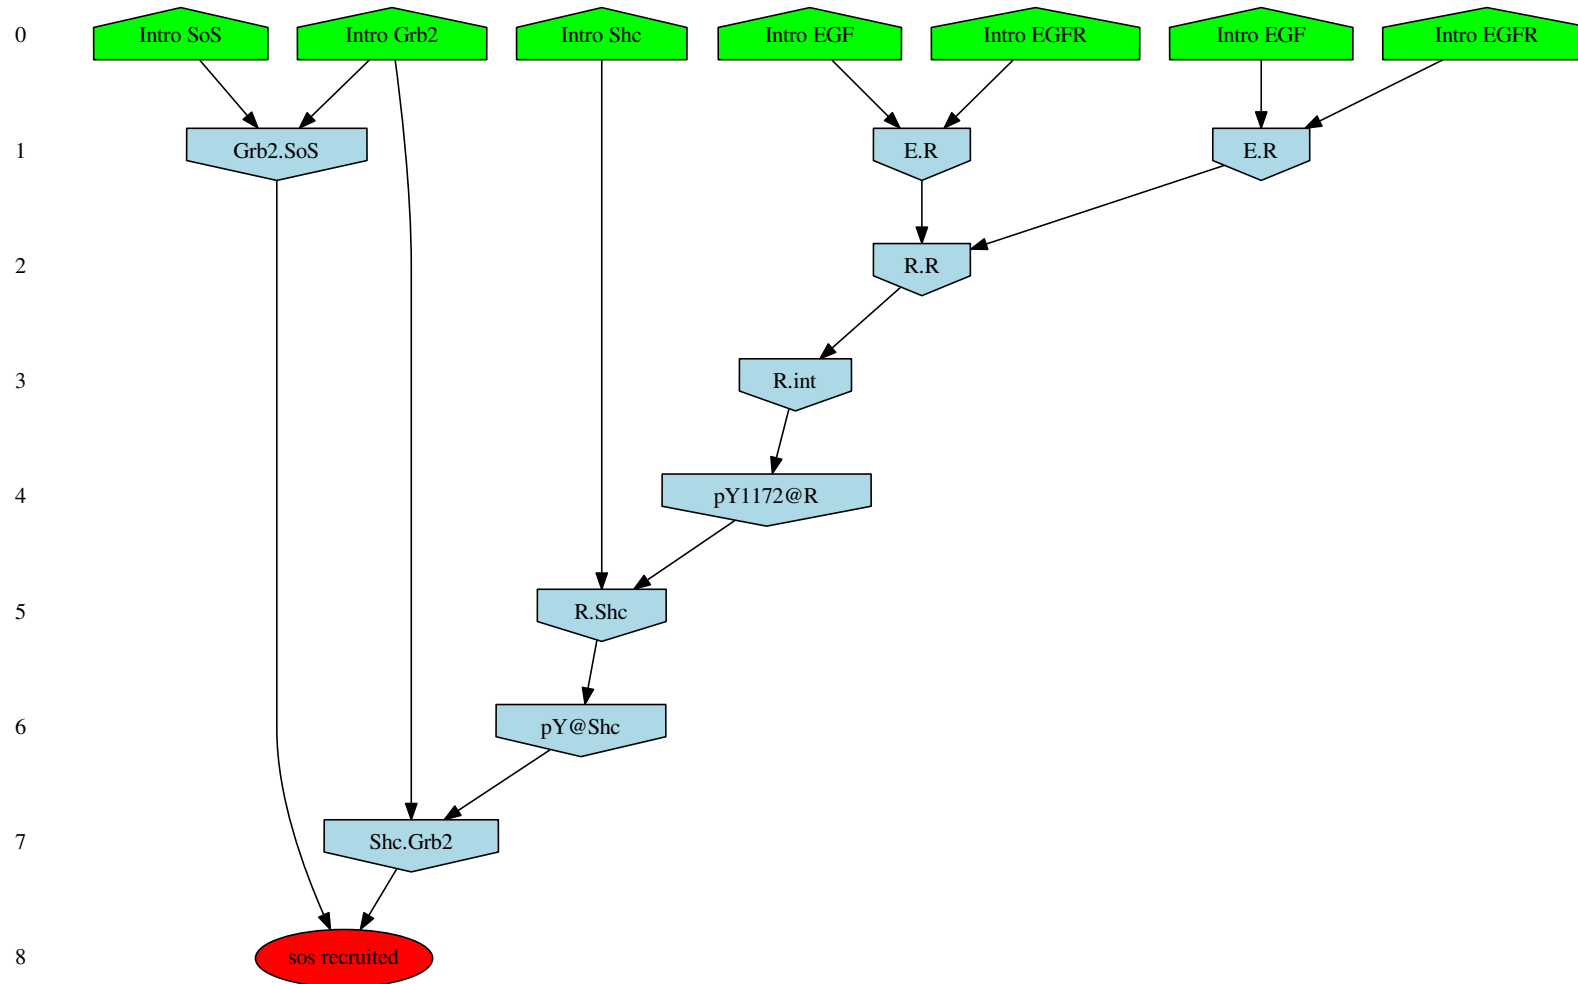 0
Intro SoS
Intro Grb2
Intro Shc
Intro EGF
Intro EGFR
Intro EGF
Intro EGFR
1
Grb2.SoS
E.R
E.R
2
R.R
3
R.int
4
pY1172@R
5
R.Shc
6
pY@Shc
7
Shc.Grb2
8
sos recruited